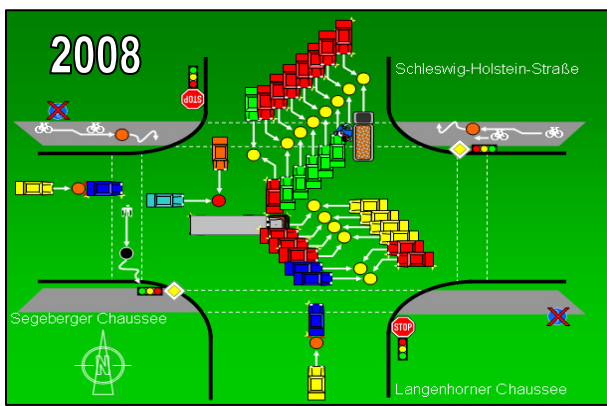 2008
Schleswig-Holstein-Straße
STOP
Segeberger Chaussee
STOP
N
Langenhorner Chaussee